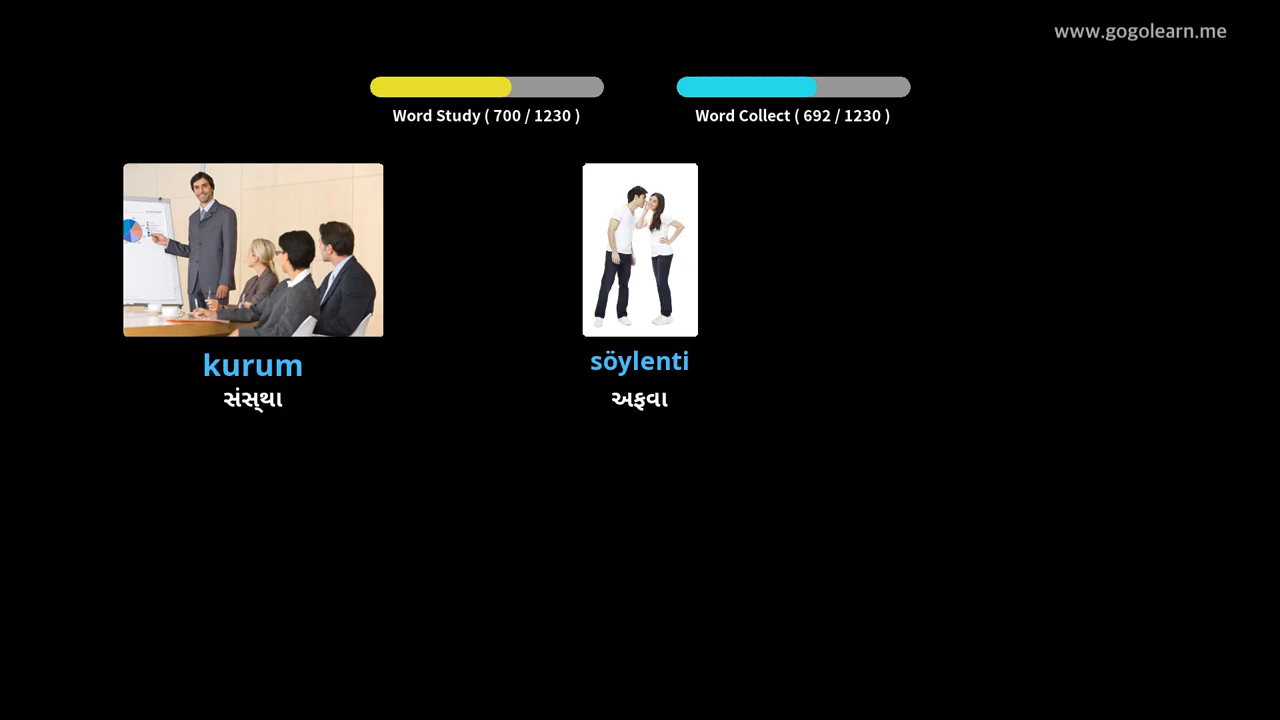 www.gogolearn.me
Word Study ( 700 / 1230 )
Word Collect ( 692 / 1230 )
kurum
સંસ્થા
söylenti
અફવા